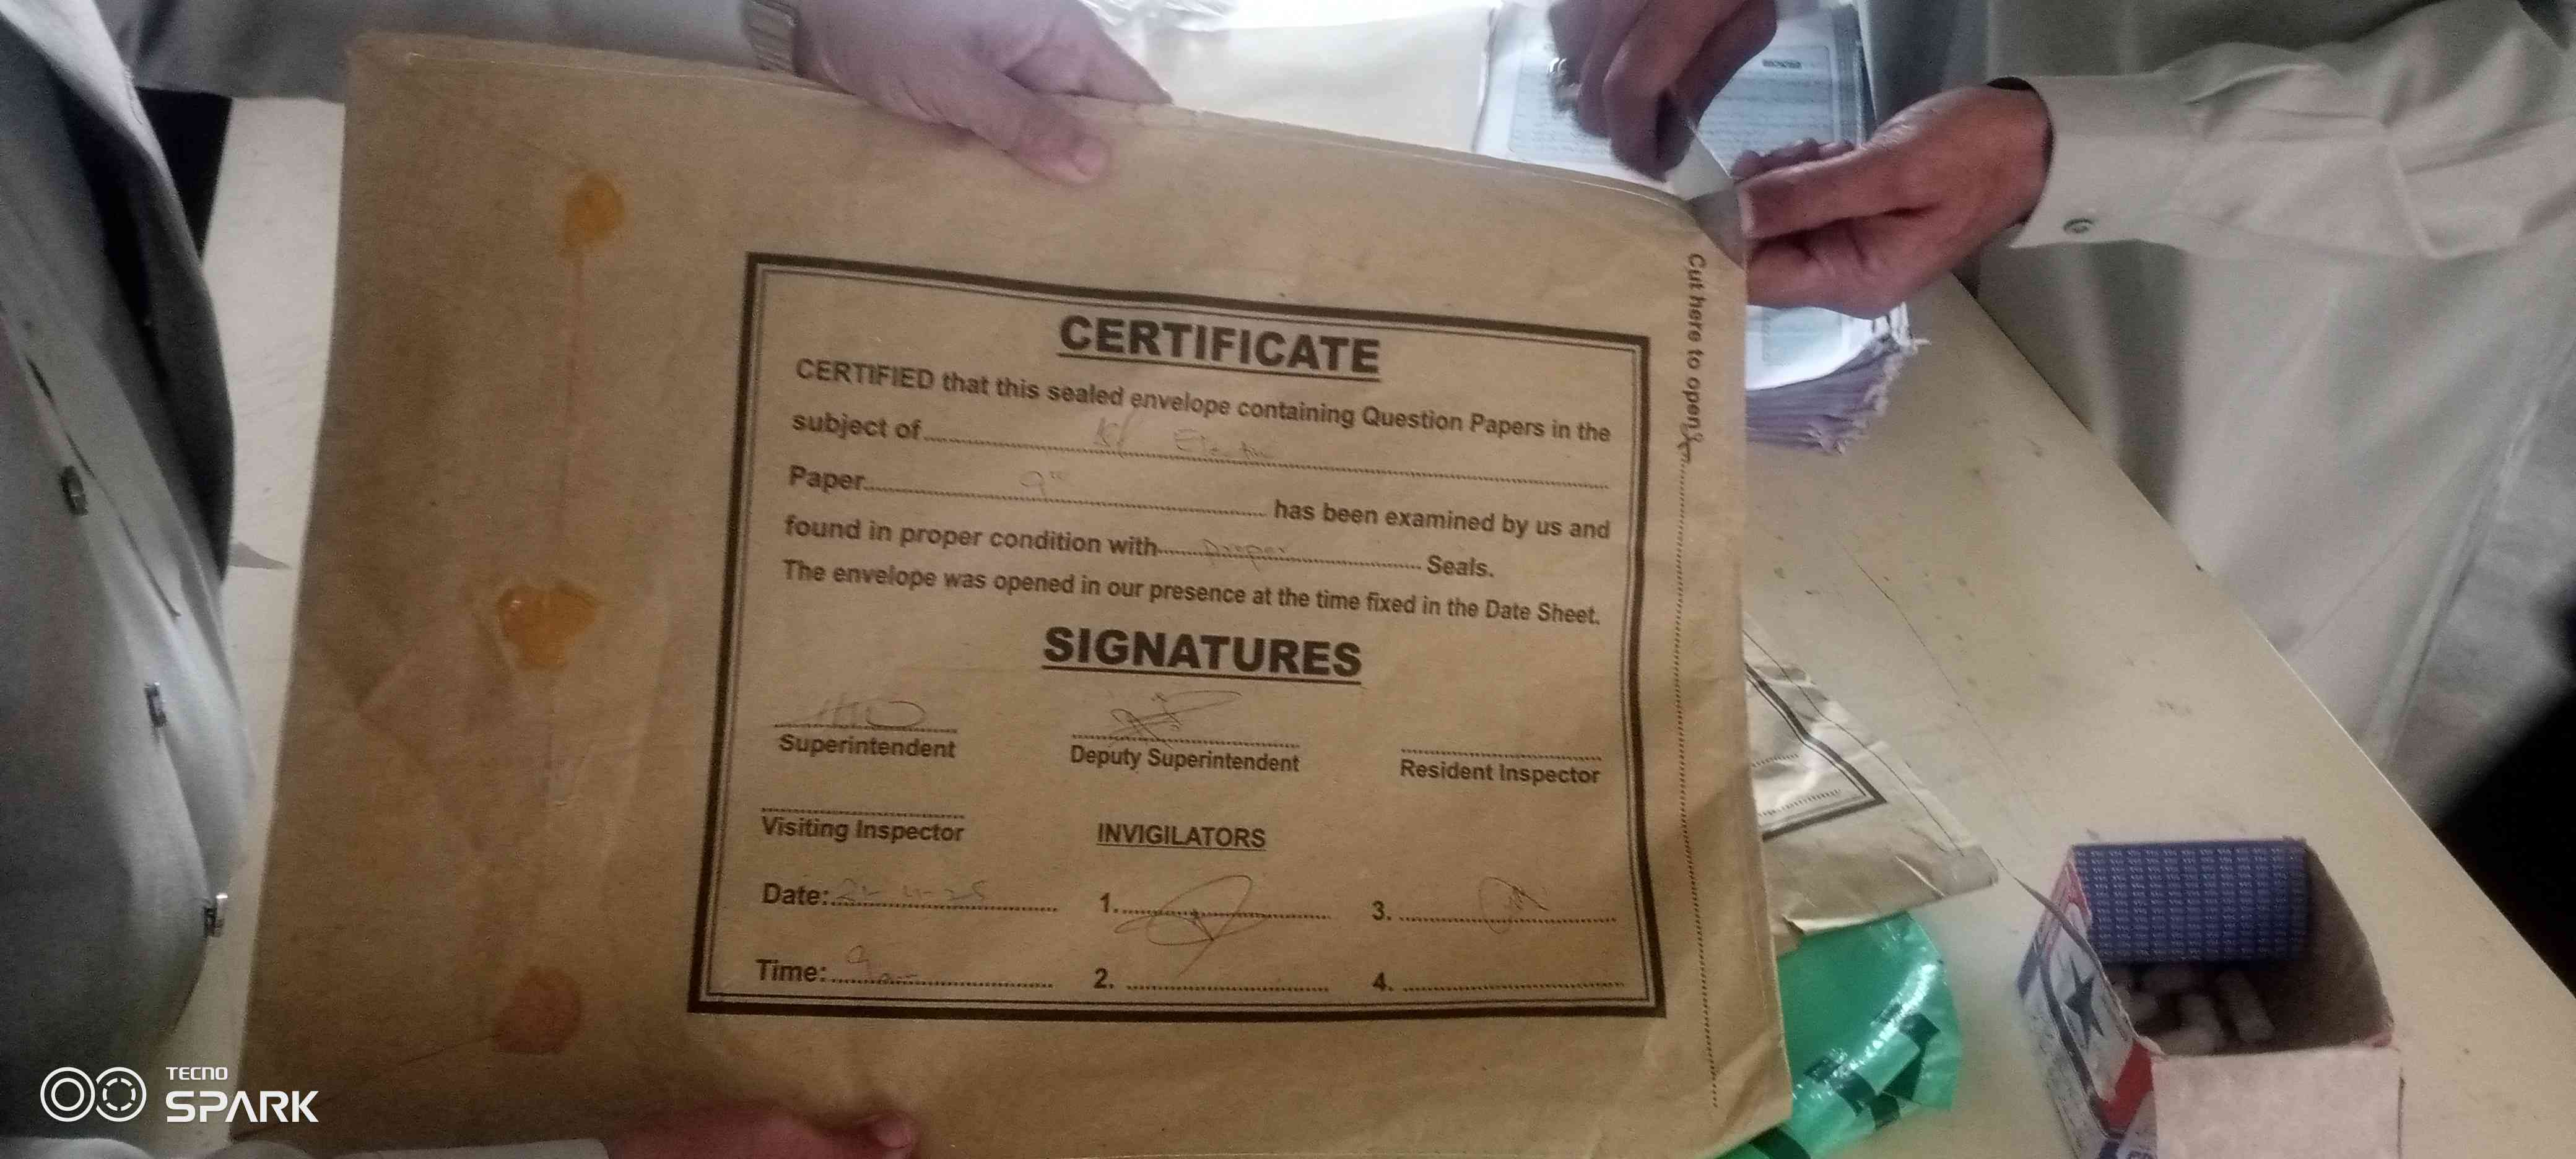 CERTIFICATE
CERTIFIED that this sealed envelope containing Question Papers in the
subject of
Paper 9th has been examined by us and
found in proper condition with proper Seals.
The envelope was opened in our presence at the time fixed in the Date Sheet.
SIGNATURES
Superintendent
Deputy Superintendent
Resident Inspector
Visiting Inspector
INVIGILATORS
Date:
1.
3.
Time:
2.
4.
Cut here to open
TECNO
SPARK